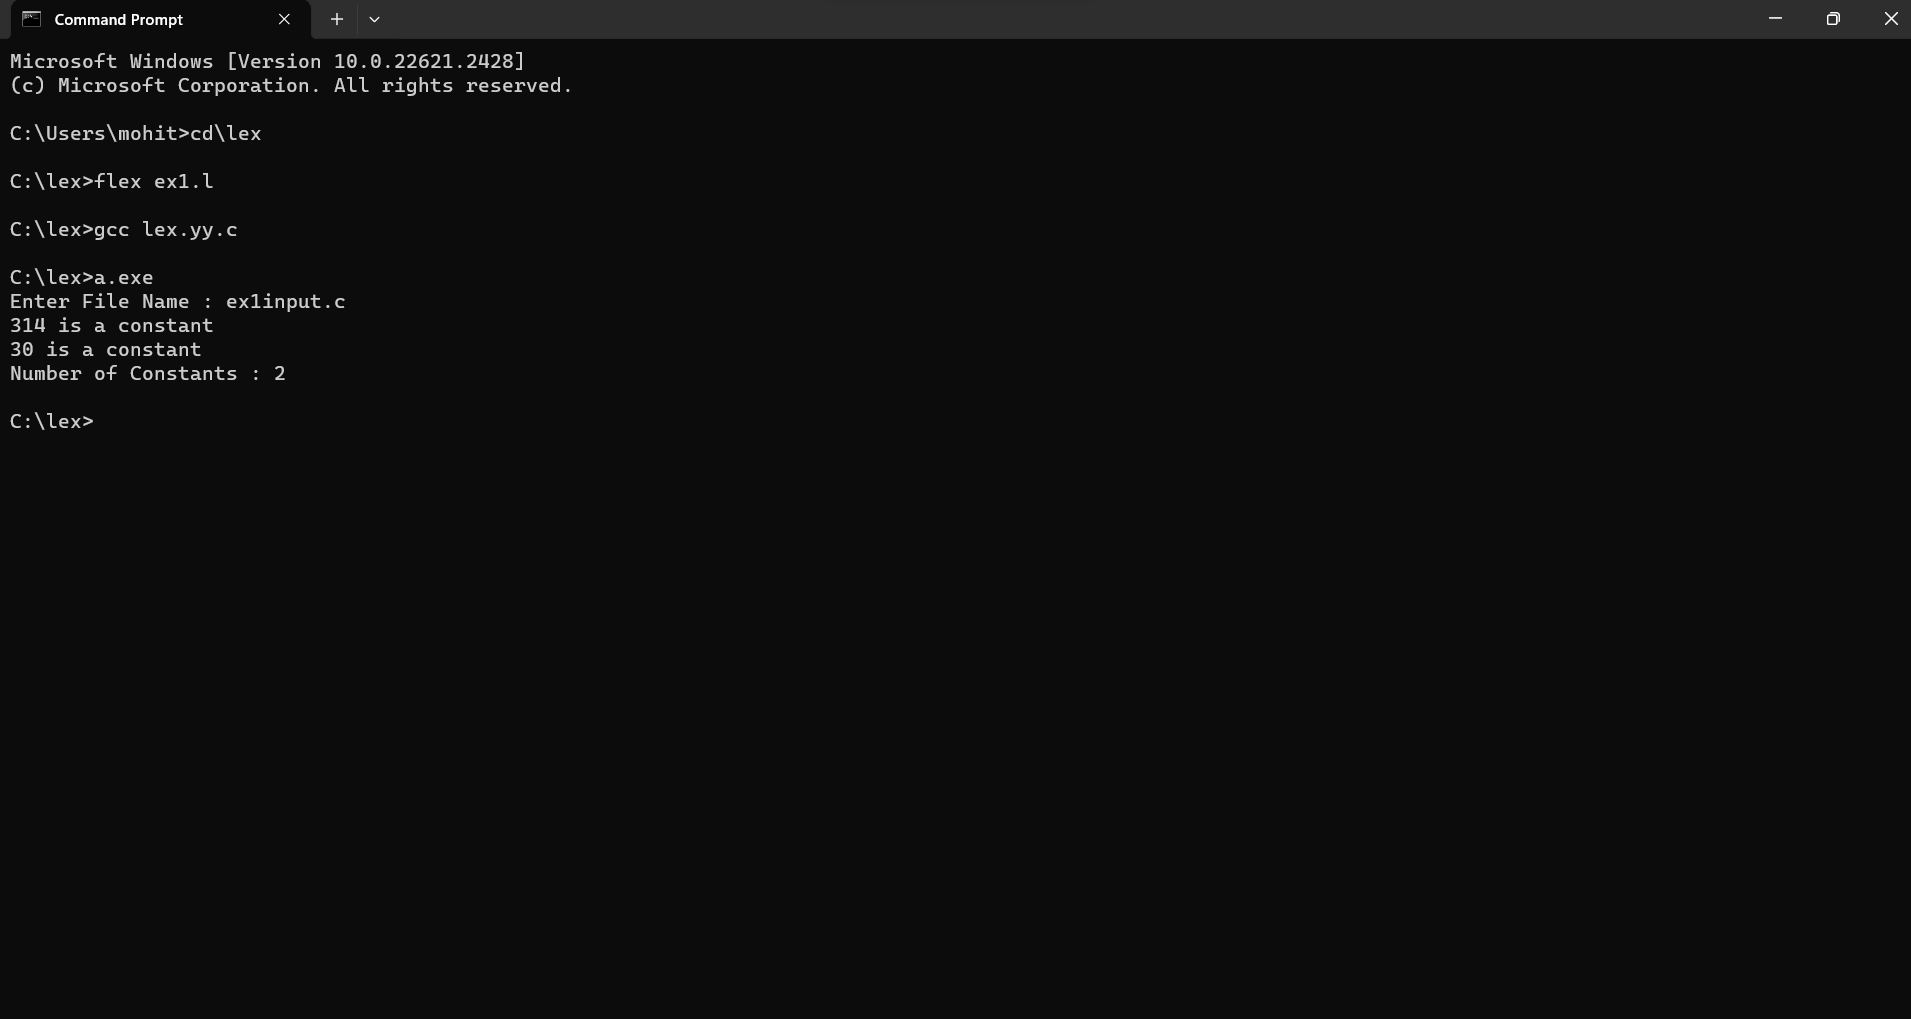 Command Prompt
Microsoft Windows [Version 10.0.22621.2428]
(c) Microsoft Corporation. All rights reserved.
C:\Users\mohit>cd\lex
C:\lex>flex ex1.l
C:\lex>gcc lex.yy.c
C:\lex>a.exe
Enter File Name : ex1input.c
314 is a constant
30 is a constant
Number of Constants : 2
C:\lex>